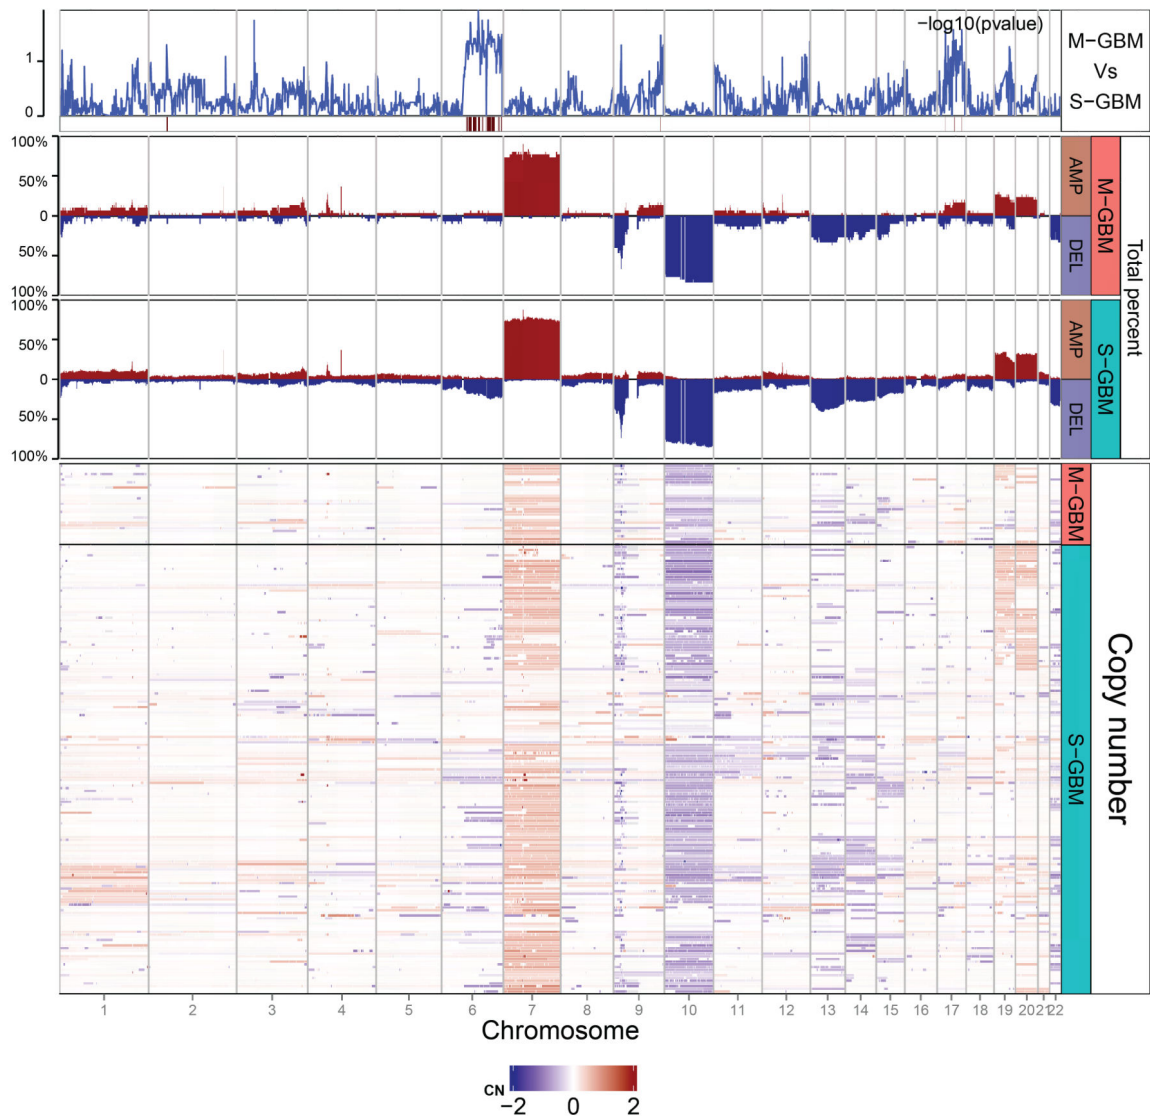 −log10(pvalue)
M−GBM
Vs
S−GBM
1
0
100%
50%
0
50%
100%
AMP
DEL
M−GBM
100%
50%
0
50%
100%
AMP
DEL
S−GBM
Total percent
M−GBM
S−GBM
Copy number
1 2 3 4 5 6 7 8 9 10 11 12 13 14 15 16 17 18 19 20 21 22
Chromosome
CN
−2 0 2